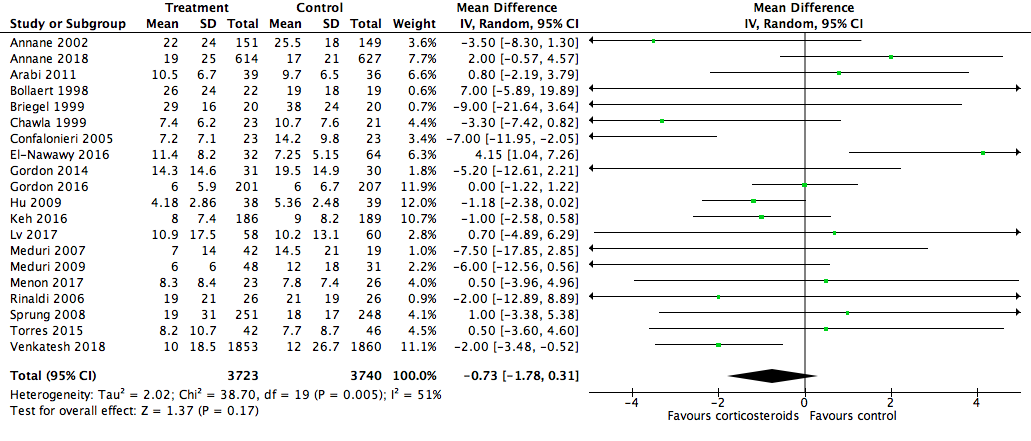 Treatment Control Mean Difference Mean Difference
Study or Subgroup Mean SD Total Mean SD Total Weight IV, Random, 95% CI IV, Random, 95% CI
Annane 2002 22 24 151 25.5 18 149 3.6% −3.50 [−8.30, 1.30]
Annane 2018 19 25 614 17 21 627 7.7% 2.00 [−0.57, 4.57]
Arabi 2011 10.5 6.7 39 9.7 6.5 36 6.6% 0.80 [−2.19, 3.79]
Bollaert 1998 26 24 22 19 18 19 0.6% 7.00 [−5.89, 19.89]
Briegel 1999 29 16 20 38 24 20 0.7% −9.00 [−21.64, 3.64]
Chawla 1999 7.4 6.2 23 10.7 7.6 21 4.4% −3.30 [−7.42, 0.82]
Confalonieri 2005 7.2 7.1 23 14.2 9.8 23 3.4% −7.00 [−11.95, −2.05]
El−Nawawy 2016 11.4 8.2 32 7.25 5.15 64 6.3% 4.15 [1.04, 7.26]
Gordon 2014 14.3 14.6 31 19.5 14.9 30 1.8% −5.20 [−12.61, 2.21]
Gordon 2016 6 5.9 201 6 6.7 207 11.9% 0.00 [−1.22, 1.22]
Hu 2009 4.18 2.86 38 5.36 2.48 39 12.0% −1.18 [−2.38, 0.02]
Keh 2016 8 7.4 186 9 8.2 189 10.7% −1.00 [−2.58, 0.58]
Lv 2017 10.9 17.5 58 10.2 13.1 60 2.8% 0.70 [−4.89, 6.29]
Meduri 2007 7 14 42 14.5 21 19 1.0% −7.50 [−17.85, 2.85]
Meduri 2009 6 6 48 12 18 31 2.2% −6.00 [−12.56, 0.56]
Menon 2017 8.3 8.4 23 7.8 7.4 26 4.0% 0.50 [−3.96, 4.96]
Rinaldi 2006 19 21 26 21 19 26 0.9% −2.00 [−12.89, 8.89]
Sprung 2008 19 31 251 18 17 248 4.1% 1.00 [−3.38, 5.38]
Torres 2015 8.2 10.7 42 7.7 8.7 46 4.5% 0.50 [−3.60, 4.60]
Venkatesh 2018 10 18.5 1853 12 26.7 1860 11.1% −2.00 [−3.48, −0.52]
Total (95% CI) 3723 3740 100.0% −0.73 [−1.78, 0.31]
Heterogeneity: Tau² = 2.02; Chi² = 38.70, df = 19 (P = 0.005); I² = 51%
Test for overall effect: Z = 1.37 (P = 0.17)
−4 −2 0 2 4
Favours corticosteroids Favours control